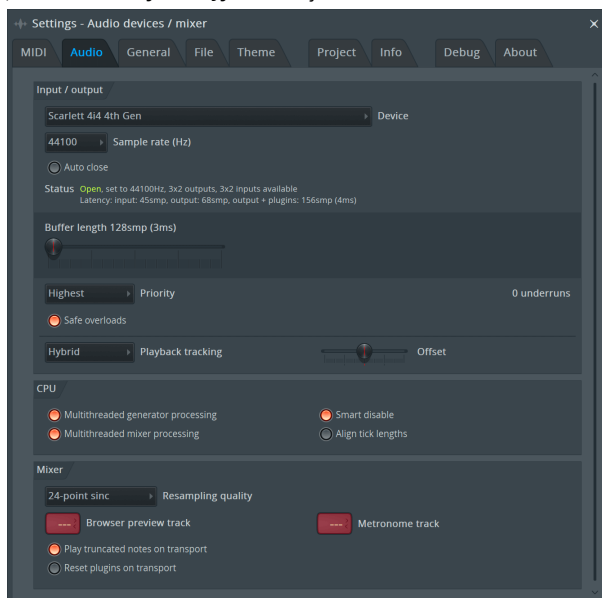 Settings - Audio devices / mixer
MIDI Audio General File Theme Project Info Debug About
Input / output
Scarlett 4i4 4th Gen Device
44100 Sample rate (Hz)
Auto close
Status Open, set to 44100Hz, 3x2 outputs, 3x2 inputs available
Latency: input: 45smp, output: 68smp, output + plugins: 156smp (4ms)
Buffer length 128smp (3ms)
Highest Priority 0 underruns
Safe overloads
Hybrid Playback tracking Offset
CPU
Multithreaded generator processing Smart disable
Multithreaded mixer processing Align tick lengths
Mixer
24-point sinc Resampling quality
--- Browser preview track --- Metronome track
Play truncated notes on transport
Reset plugins on transport